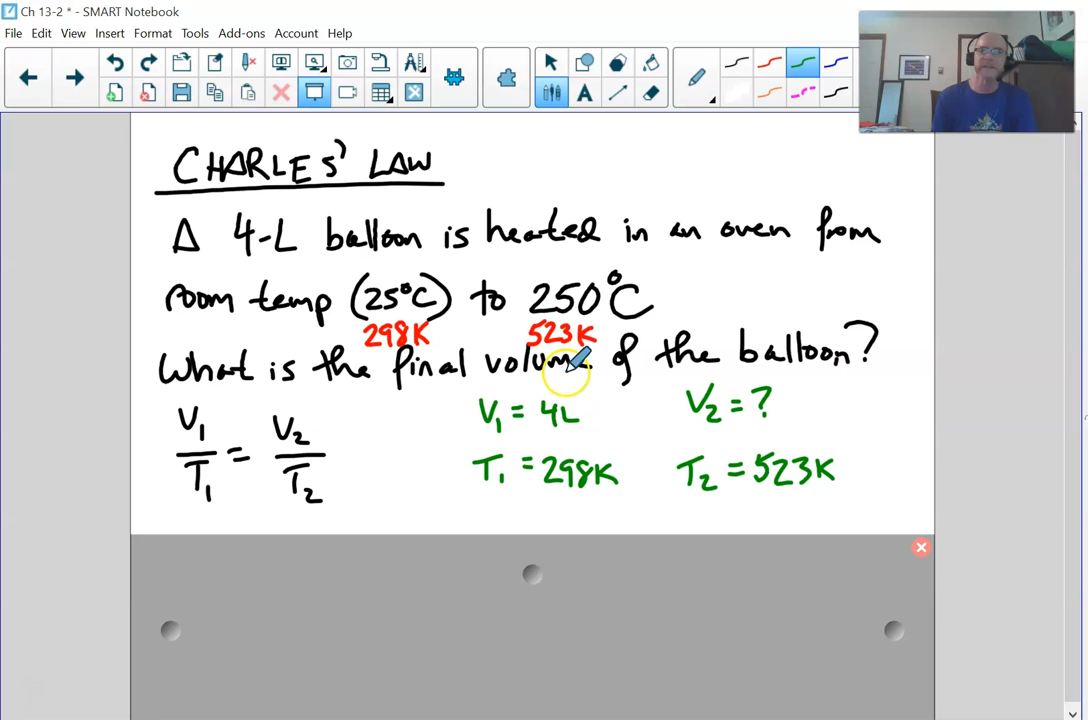 Ch 13-2 * - SMART Notebook
File Edit View Insert Format Tools Add-ons Account Help
CHARLES' LAW
A 4-L balloon is heated in an oven from
room temp (25°C) to 250°C
298K 523K
What is the final volume of the balloon?
V₁/T₁ = V₂/T₂
V₁ = 4L V₂ = ?
T₁ = 298K T₂ = 523K